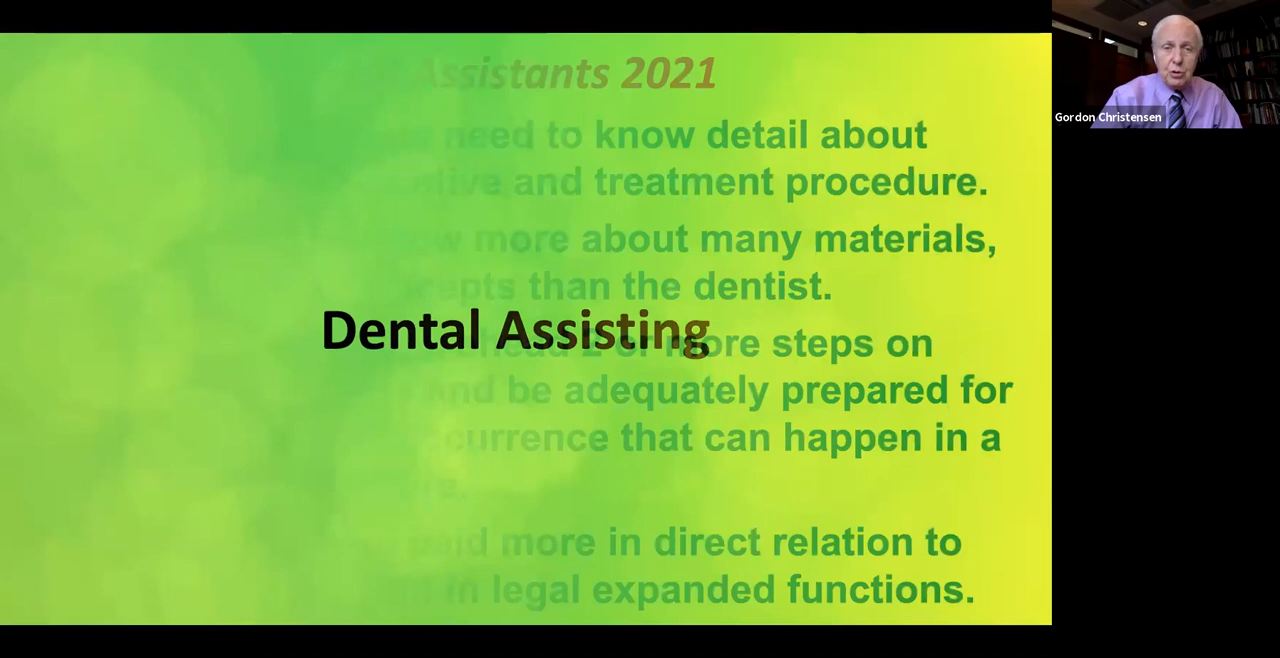 Assistants 2021
need to know detail about
and treatment procedure.
more about many materials,
than the dentist.
Dental Assisting
steps on
and be adequately prepared for
that can happen in a
paid more in direct relation to
in legal expanded functions.
Gordon Christensen